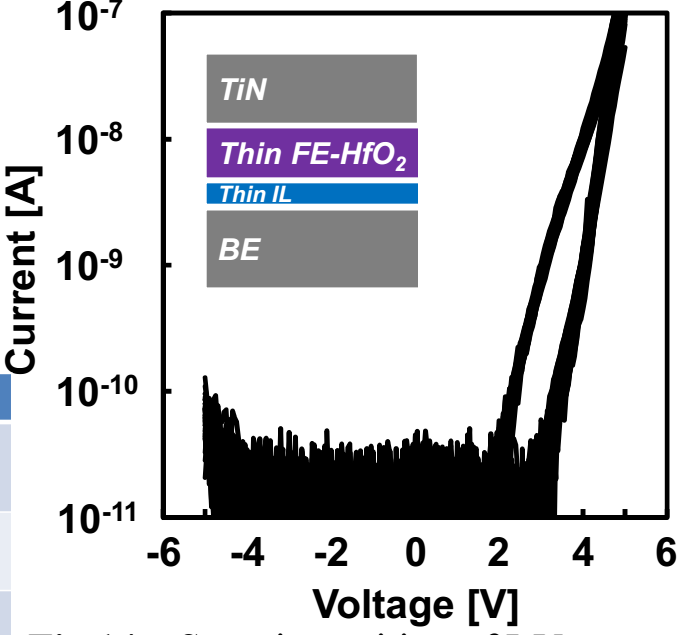 10-7
10-8
10-9
10-10
10-11
Current [A]
TiN
Thin FE-HfO2
Thin IL
BE
-6 -4 -2 0 2 4 6
Voltage [V]